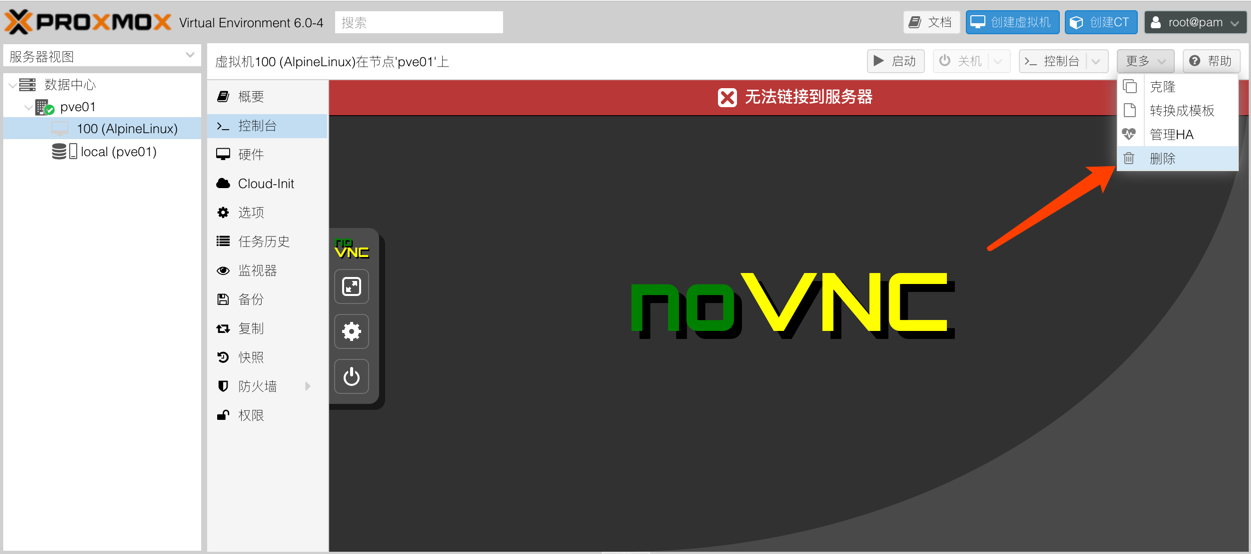 PROXMOX Virtual Environment 6.0-4 搜索 文档 创建虚拟机 创建CT root@pam
服务器视图
虚拟机100 (AlpineLinux)在节点'pve01'上 启动 关机 控制台 更多 帮助
数据中心
pve01
100 (AlpineLinux)
local (pve01)
概要
控制台
硬件
Cloud-Init
选项
任务历史
监视器
备份
复制
快照
防火墙
权限
无法链接到服务器
no
VNC
noVNC
克隆
转换成模板
管理HA
删除